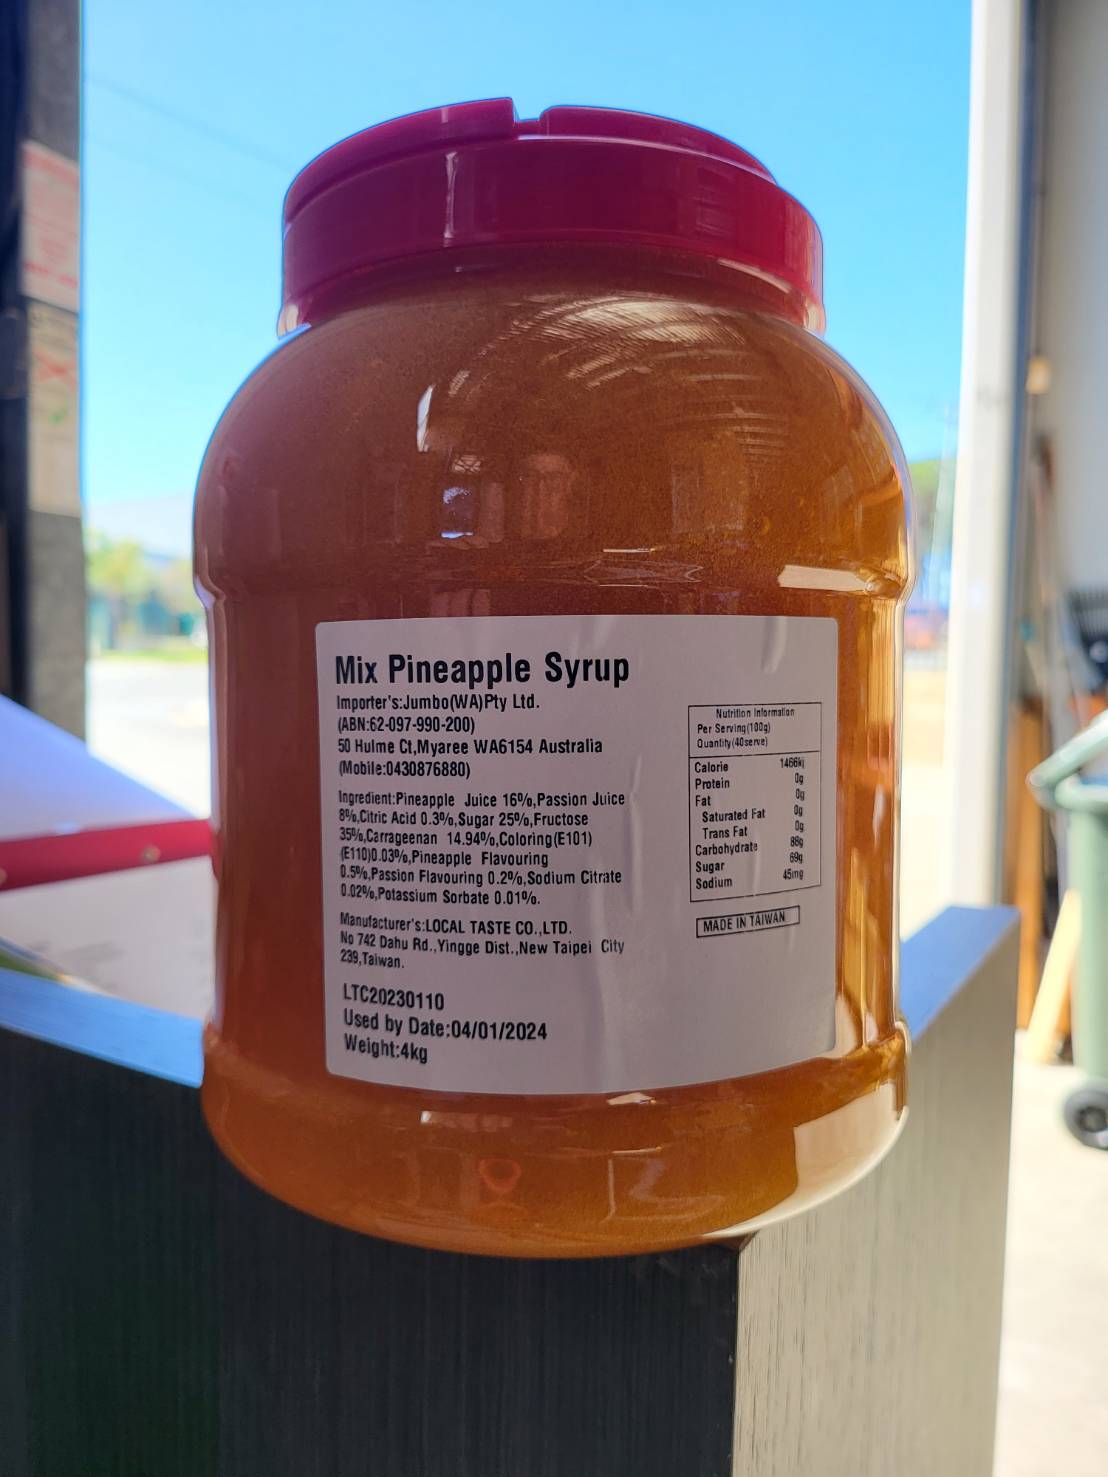 Mix Pineapple Syrup
Importer's:Jumbo(WA)Pty Ltd.
(ABN:62-097-990-200)
50 Hulme Ct,Myaree WA6154 Australia
(Mobile:0430876880)
Ingredient:Pineapple Juice 16%,Passion Juice
8%,Citric Acid 0.3%,Sugar 25%,Fructose
35%,Carrageenan 14.94%,Coloring(E101)
(E110)0.03%,Pineapple Flavouring
0.5%,Passion Flavouring 0.2%,Sodium Citrate
0.02%,Potassium Sorbate 0.01%.
Manufacturer's:LOCAL TASTE CO.,LTD.
No 742 Dahu Rd.,Yingge Dist.,New Taipei City
239,Taiwan.
LTC20230110
Used by Date:04/01/2024
Weight:4kg
Nutrition Information
Per Serving(100g)
Quantity(40serve)
Calorie 1466kj
Protein 0g
Fat 0g
Saturated Fat 0g
Trans Fat 0g
Carbohydrate 88g
Sugar 69g
Sodium 45mg
MADE IN TAIWAN